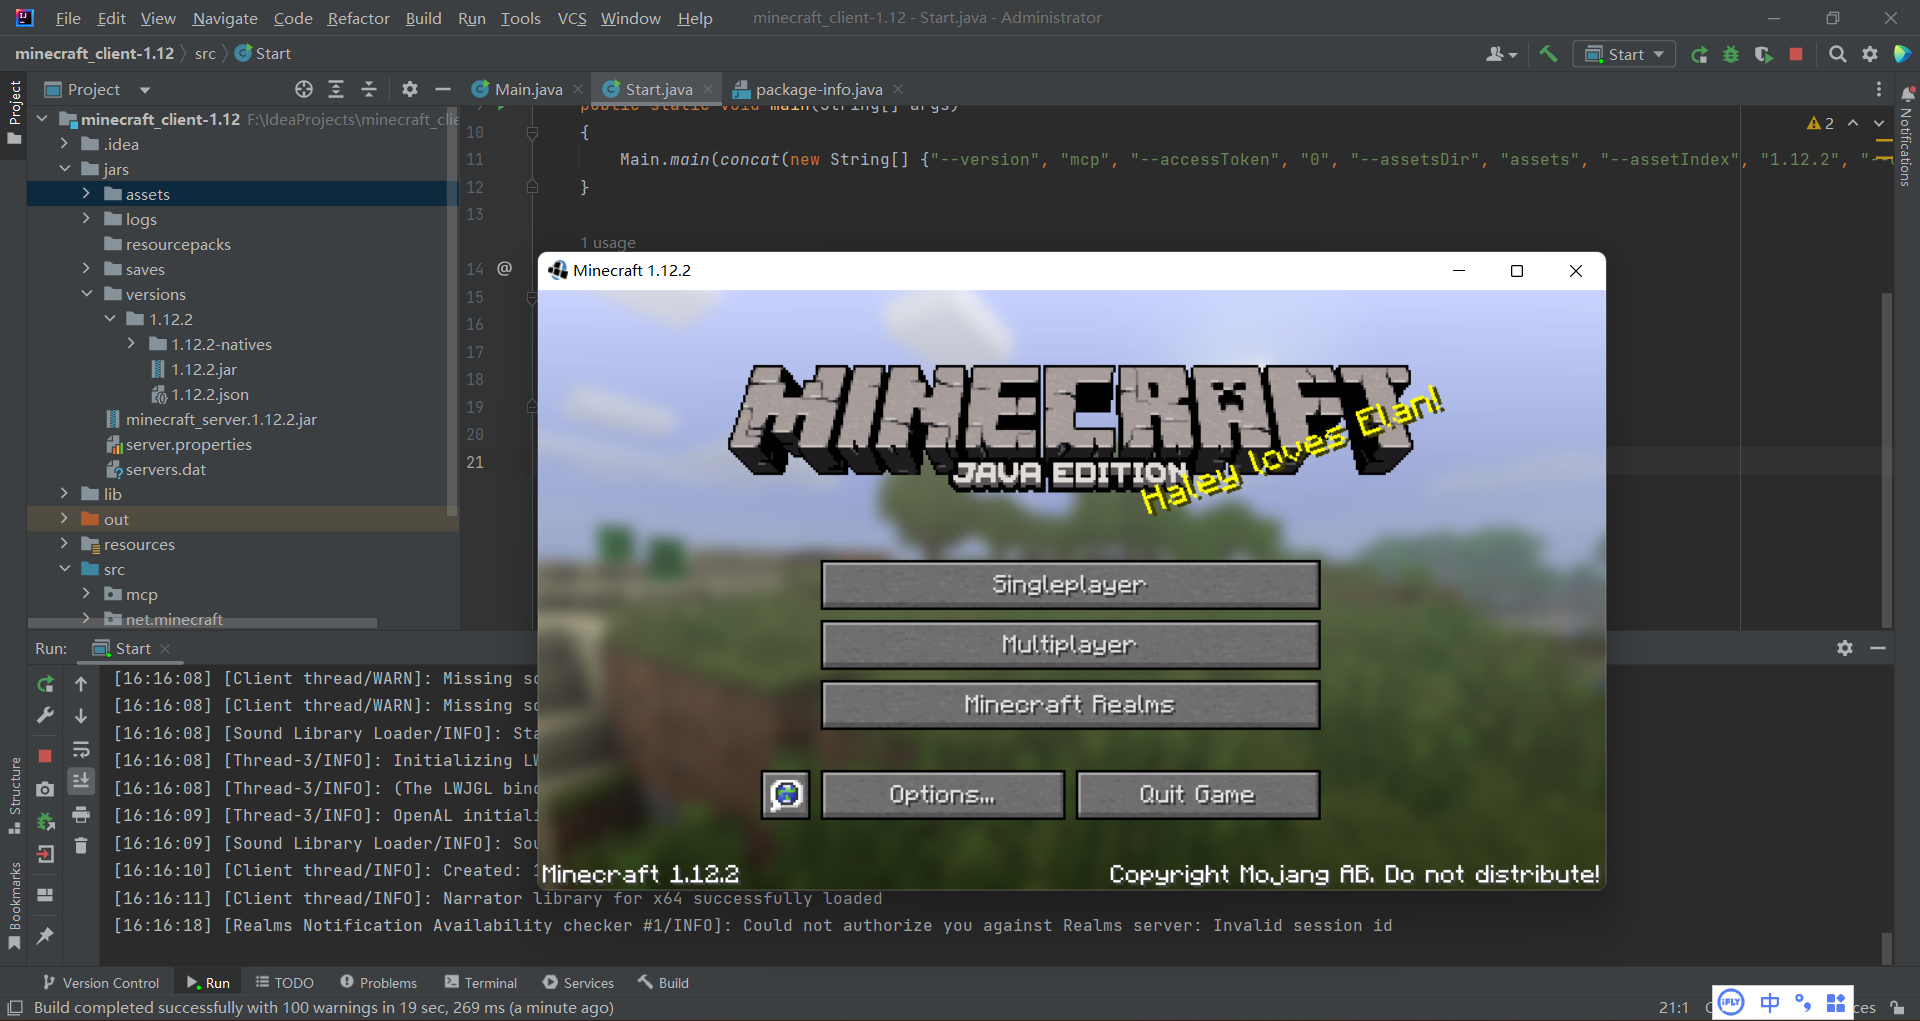 File Edit View Navigate Code Refactor Build Run Tools VCS Window Help minecraft_client-1.12 - Start.java - Administrator
minecraft_client-1.12 src Start
Start
Project
Project
Main.java Start.java package-info.java
Notifications
minecraft_client-1.12 F:\IdeaProjects\minecraft_clie
.idea
jars
assets
logs
resourcepacks
saves
versions
1.12.2
1.12.2-natives
1.12.2.jar
1.12.2.json
minecraft_server.1.12.2.jar
server.properties
servers.dat
lib
out
resources
src
mcp
net.minecraft
9 public static void main(String[] args)
10 {
11 Main.main(concat(new String[] {"--version", "mcp", "--accessToken", "0", "--assetsDir", "assets", "--assetIndex", "1.12.2", "--
12 }
13
1 usage
14 @
15
16
17
18
19
20
21
2
Minecraft 1.12.2
MINECRAFT
JAVA EDITION
Haley loves Elan!
Singleplayer
Multiplayer
Minecraft Realms
Options... Quit Game
Minecraft 1.12.2 Copyright Mojang AB. Do not distribute!
Run: Start
[16:16:08] [Client thread/WARN]: Missing so
[16:16:08] [Client thread/WARN]: Missing so
[16:16:08] [Sound Library Loader/INFO]: Sta
[16:16:08] [Thread-3/INFO]: Initializing LW
[16:16:08] [Thread-3/INFO]: (The LWJGL bind
[16:16:09] [Thread-3/INFO]: OpenAL initiali
[16:16:09] [Sound Library Loader/INFO]: Sou
[16:16:10] [Client thread/INFO]: Created: 1
[16:16:11] [Client thread/INFO]: Narrator library for x64 successfully loaded
[16:16:18] [Realms Notification Availability checker #1/INFO]: Could not authorize you against Realms server: Invalid session id
Structure
Bookmarks
Version Control Run TODO Problems Terminal Services Build
Build completed successfully with 100 warnings in 19 sec, 269 ms (a minute ago) 21:1
iFLY 中
ces